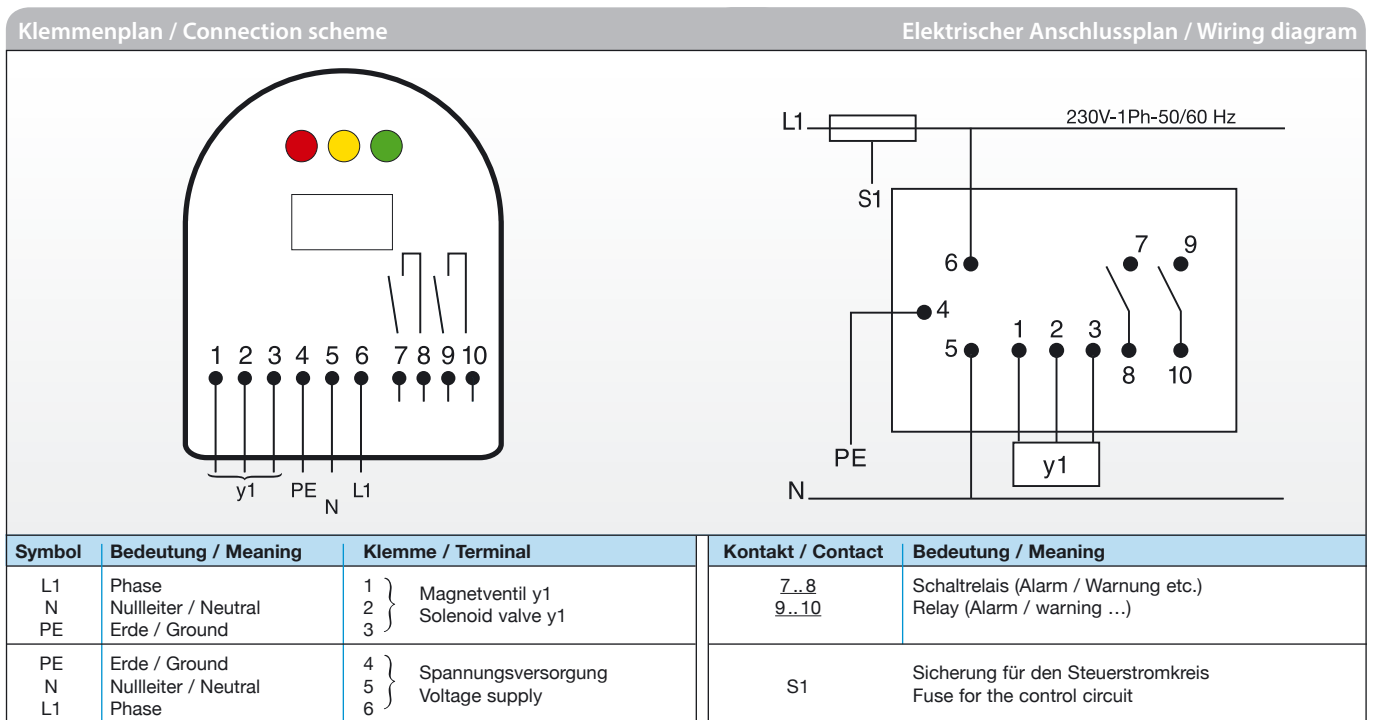 Klemmenplan / Connection scheme
Elektrischer Anschlussplan / Wiring diagram
1 2 3 4 5 6 7 8 9 10
y1 PE N L1
L1 230V-1Ph-50/60 Hz
S1
7 9
6
4
1 2 3
5
8 10
PE
y1
N
Symbol Bedeutung / Meaning Klemme / Terminal
L1 Phase 1
N Nullleiter / Neutral 2
PE Erde / Ground 3
Magnetventil y1
Solenoid valve y1
PE Erde / Ground 4
N Nullleiter / Neutral 5
L1 Phase 6
Spannungsversorgung
Voltage supply
Kontakt / Contact Bedeutung / Meaning
7..8 Schaltrelais (Alarm / Warnung etc.)
9..10 Relay (Alarm / warning …)
S1
Sicherung für den Steuerstromkreis
Fuse for the control circuit